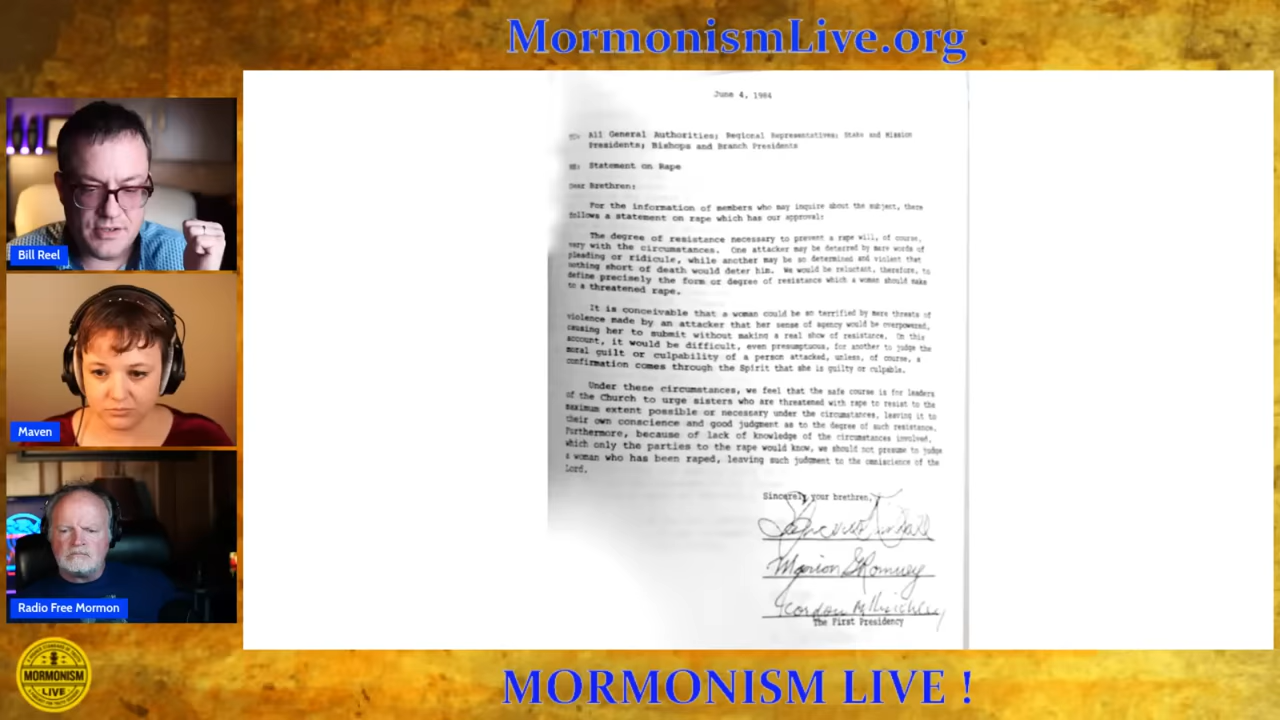 MormonismLive.org
June 4, 1984
TO: All General Authorities; Regional Representatives; Stake and Mission
Presidents; Bishops and Branch Presidents
RE: Statement on Rape
Dear Brethren:
For the information of members who may inquire about the subject, there
follows a statement on rape which has our approval:
The degree of resistance necessary to prevent a rape will, of course,
vary with the circumstances. One attacker may be deterred by mere words of
pleading or ridicule, while another may be so determined and violent that
nothing short of death would deter him. We would be reluctant, therefore, to
define precisely the form or degree of resistance which a woman should make
to a threatened rape.
It is conceivable that a woman could be so terrified by mere threats of
violence made by an attacker that her sense of agency would be overpowered,
causing her to submit without making a real show of resistance. On this
account, it would be difficult, even presumptuous, for another to judge the
moral guilt or culpability of a person attacked, unless, of course, a
confirmation comes through the Spirit that she is guilty or culpable.
Under these circumstances, we feel that the safe course is for leaders
of the Church to urge sisters who are threatened with rape to resist to the
maximum extent possible or necessary under the circumstances, leaving it to
their own conscience and good judgment as to the degree of such resistance.
Furthermore, because of lack of knowledge of the circumstances involved,
which only the parties to the rape would know, we should not presume to judge
a woman who has been raped, leaving such judgment to the omniscience of the
Lord.
Sincerely your brethren,
Spencer W. Kimball
Marion G Romney
Gordon B Hinckley
The First Presidency
Bill Reel
Maven
Radio Free Mormon
MORMONISM
LIVE
MORMONISM LIVE !